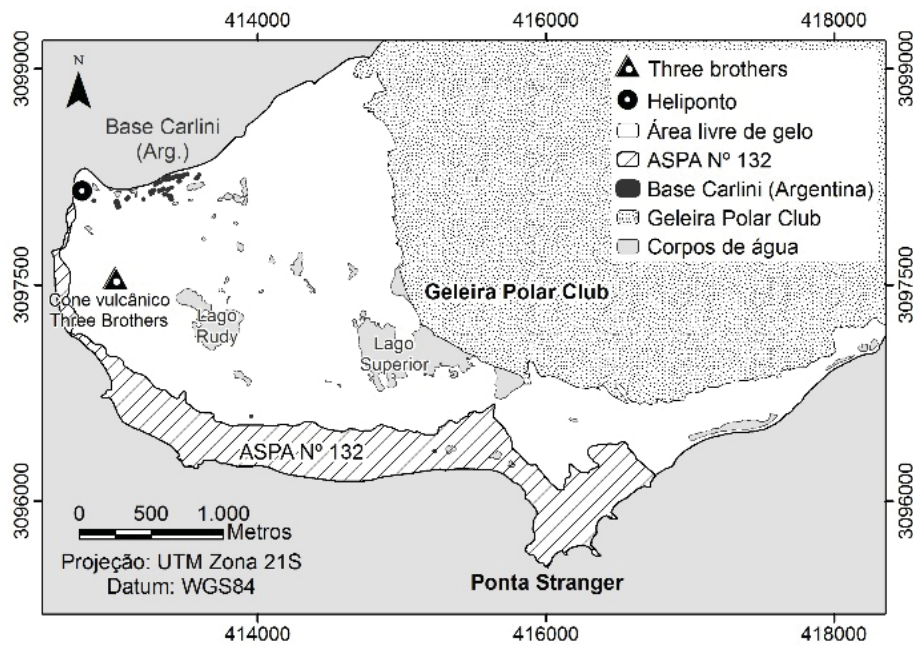 414000
416000
418000
3099000
3099000
N
Three brothers
Heliponto
Área livre de gelo
ASPA Nº 132
Base Carlini (Argentina)
Geleira Polar Club
Corpos de água
Base Carlini
(Arg.)
3097500
3097500
Geleira Polar Club
Cone vulcânico
Three Brothers
Lago
Rudy
Lago
Superior
ASPA Nº 132
3096000
3096000
0 500 1.000
Metros
Projeção: UTM Zona 21S
Datum: WGS84
Ponta Stranger
414000
416000
418000